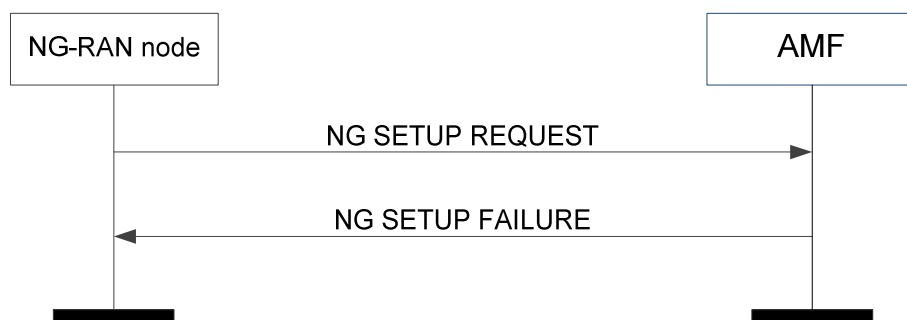 NG-RAN node
AMF
NG SETUP REQUEST
NG SETUP FAILURE